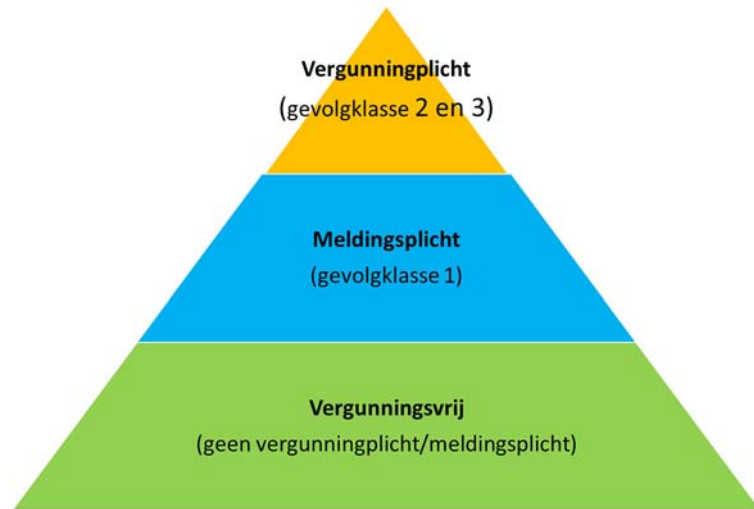 Vergunningplicht
(gevolgklasse 2 en 3)
Meldingsplicht
(gevolgklasse 1)
Vergunningsvrij
(geen vergunningplicht/meldingsplicht)